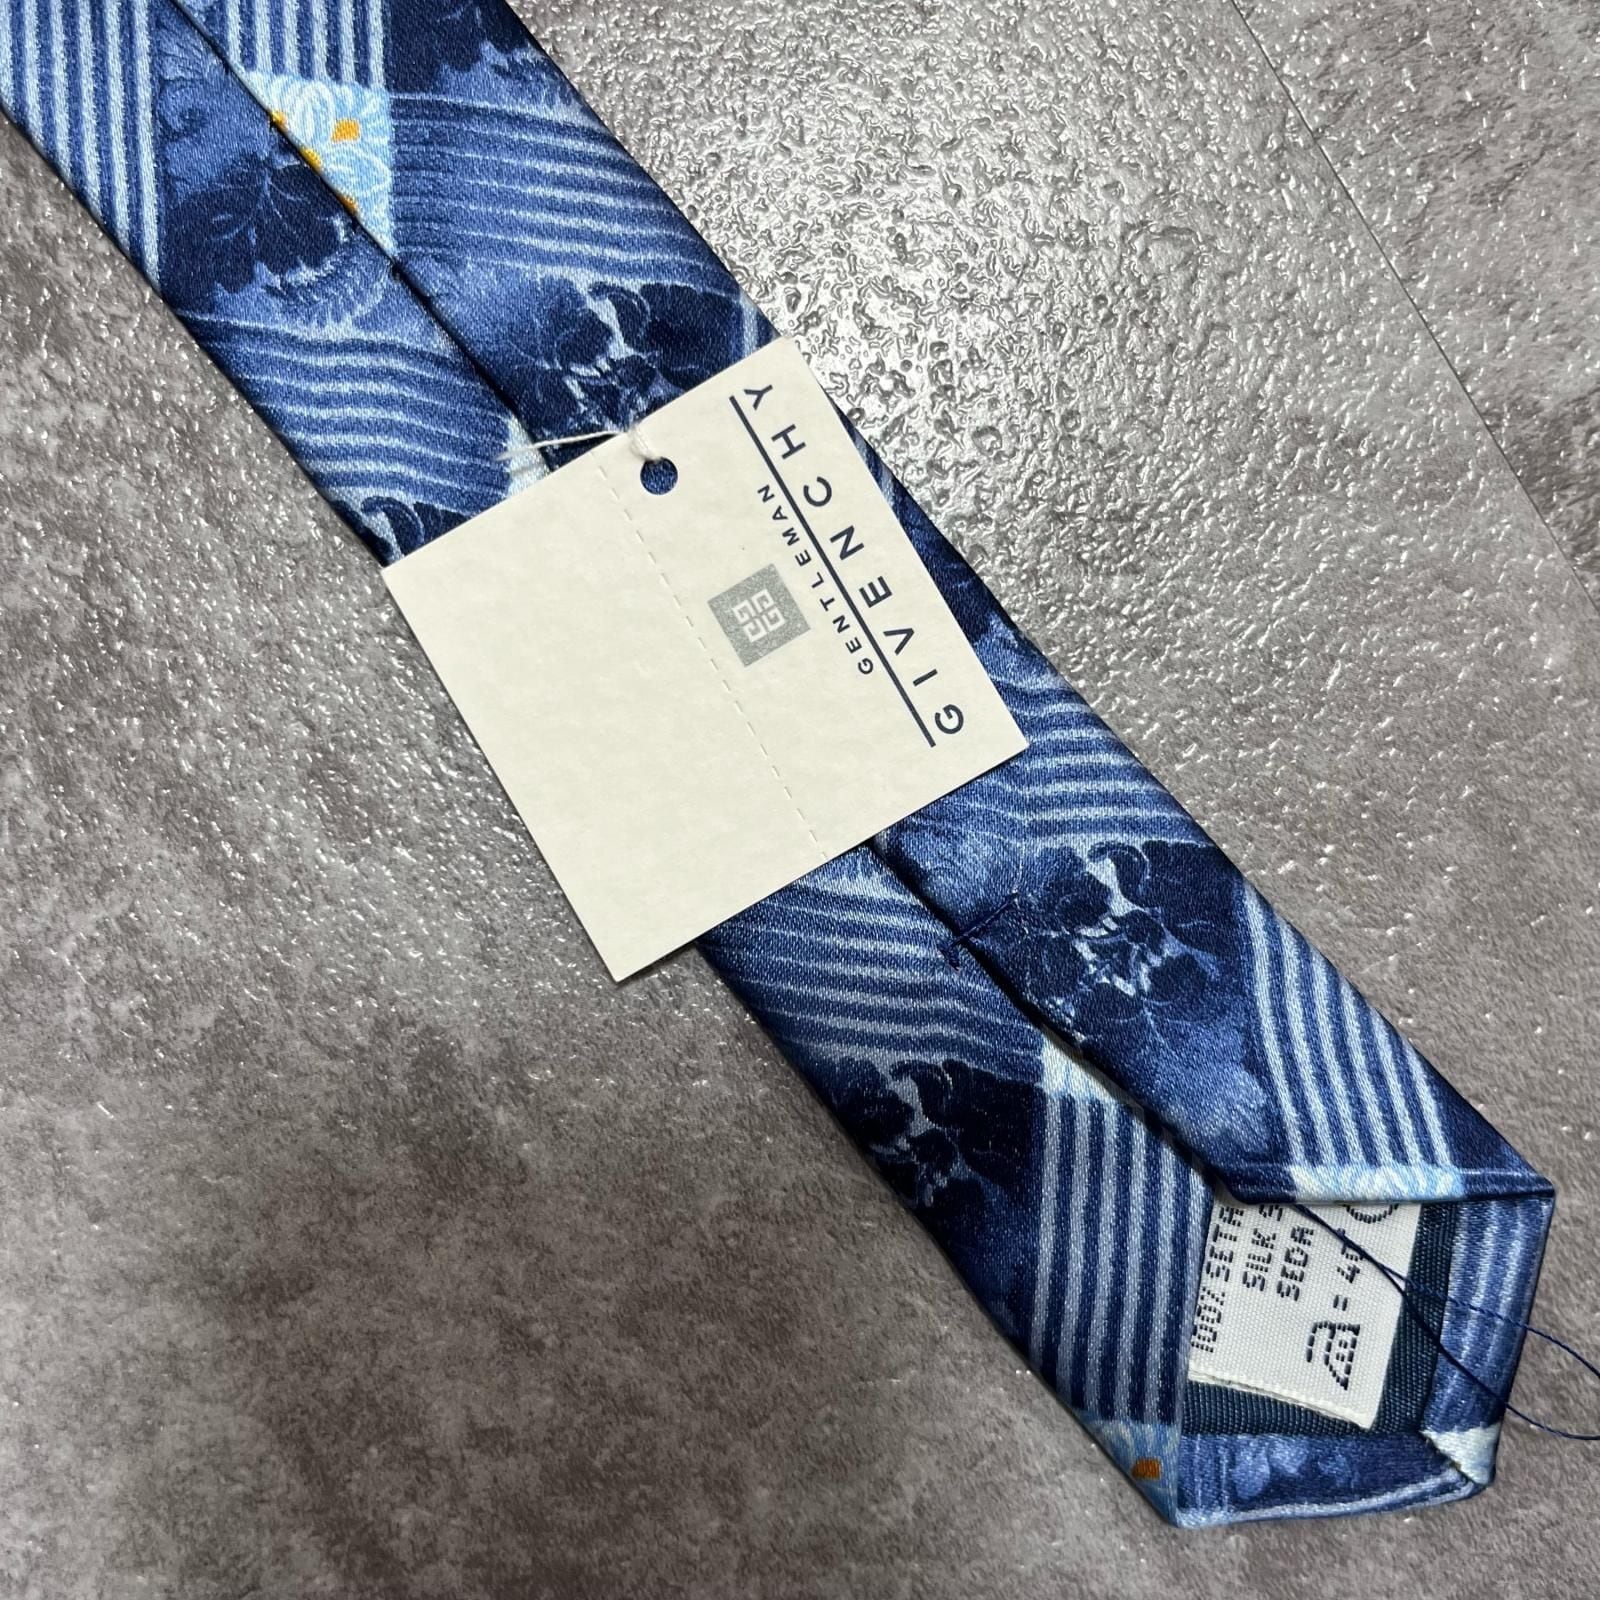 GIVENCHY
GENTLEMAN
100% SETA
SILK
SEDA